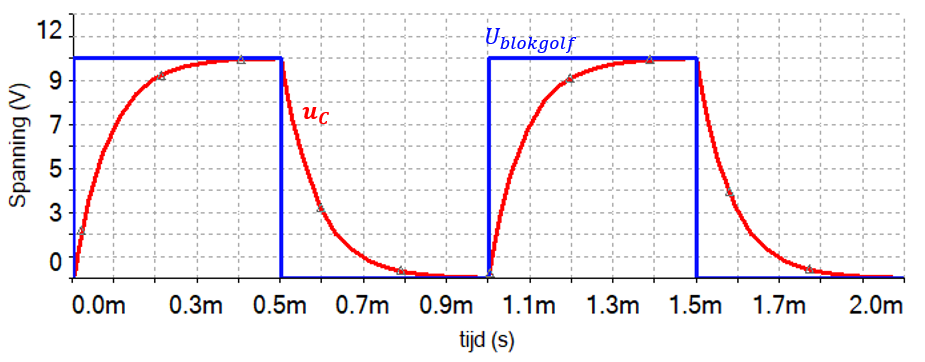 12
U_blokgolf
9
u_C
7
5
3
0
0.0m 0.3m 0.5m 0.7m 0.9m 1.1m 1.3m 1.5m 1.8m 2.0m
Spanning (V)
tijd (s)